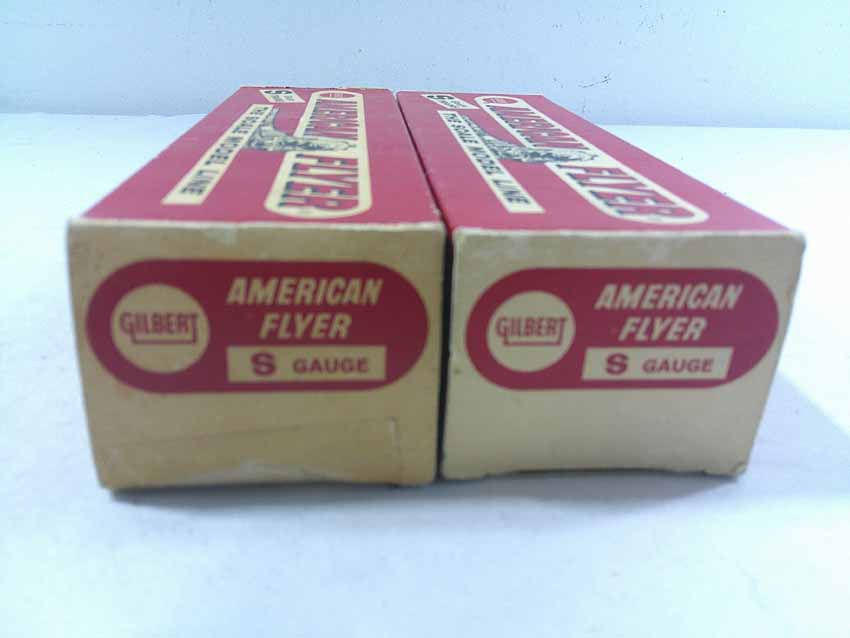 AMERICAN
FLYER
THE SCALE MODEL LINE
S
AMERICAN
FLYER
THE SCALE MODEL LINE
S
GILBERT
AMERICAN
FLYER
S GAUGE
GILBERT
AMERICAN
FLYER
S GAUGE